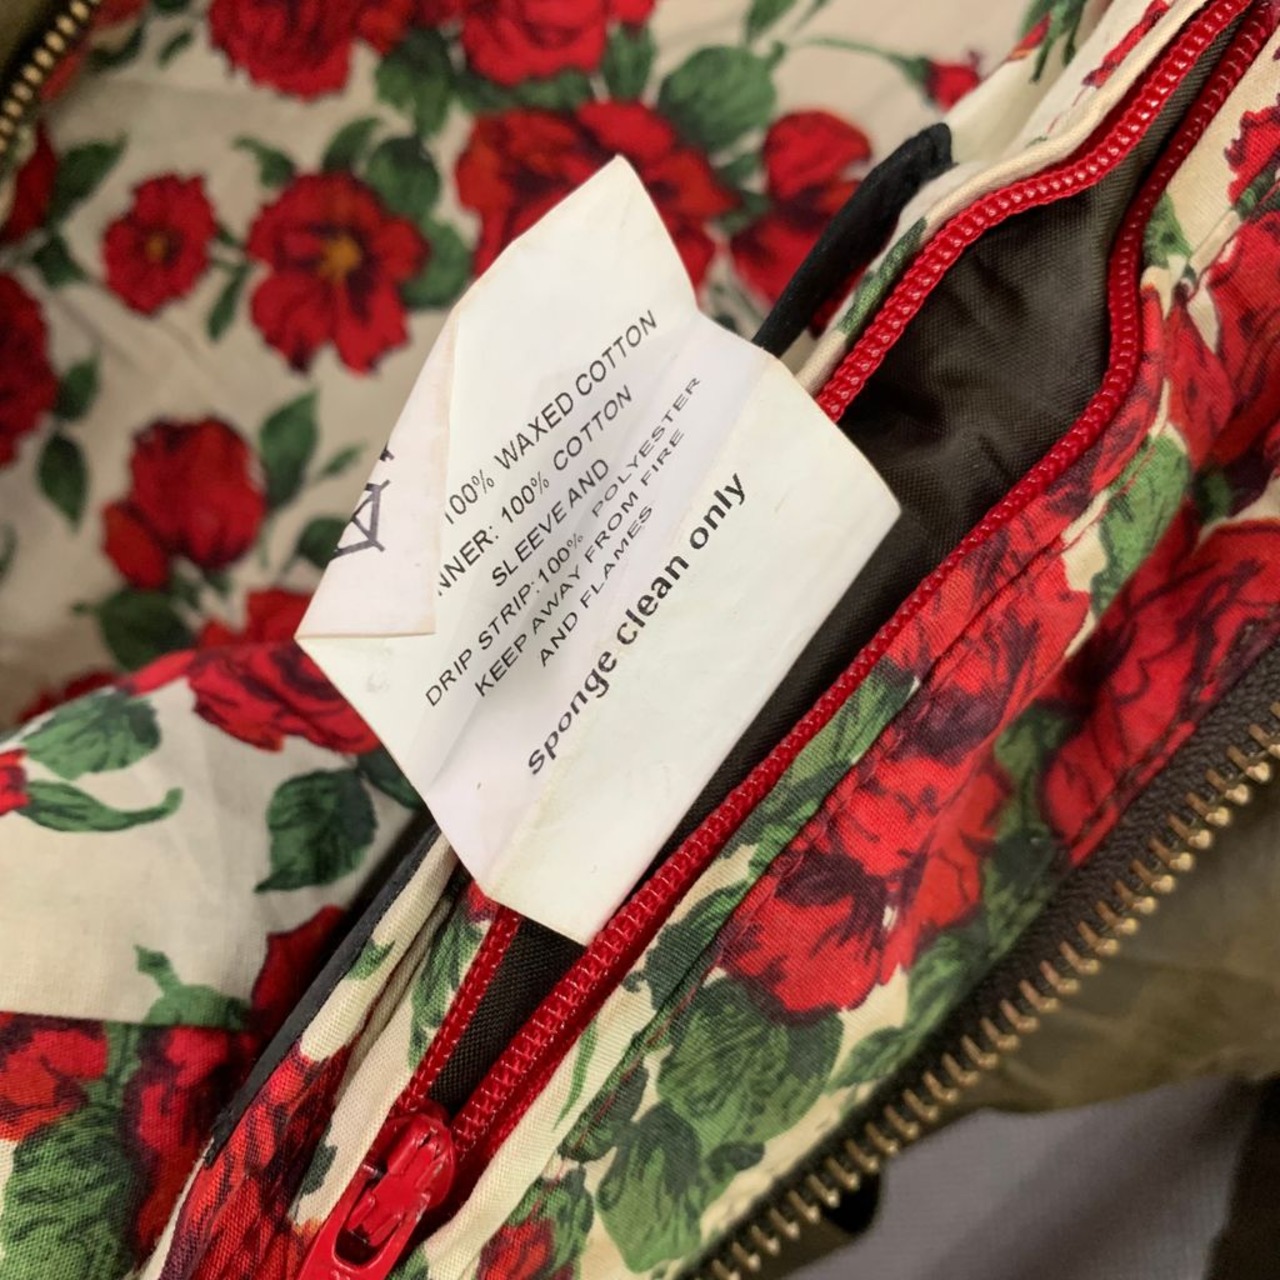 100% WAXED COTTON
NNER: 100% COTTON
SLEEVE AND
DRIP STRIP:100% POLYESTER
KEEP AWAY FROM FIRE
AND FLAMES
sponge clean only